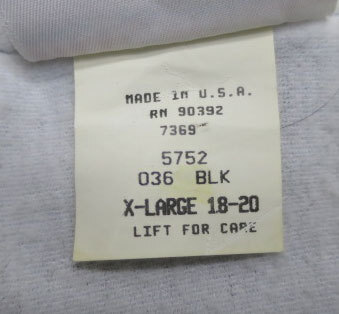 MADE IN U.S.A.
RN 90392
7369
5752
036 BLK
X-LARGE 18-20
LIFT FOR CARE